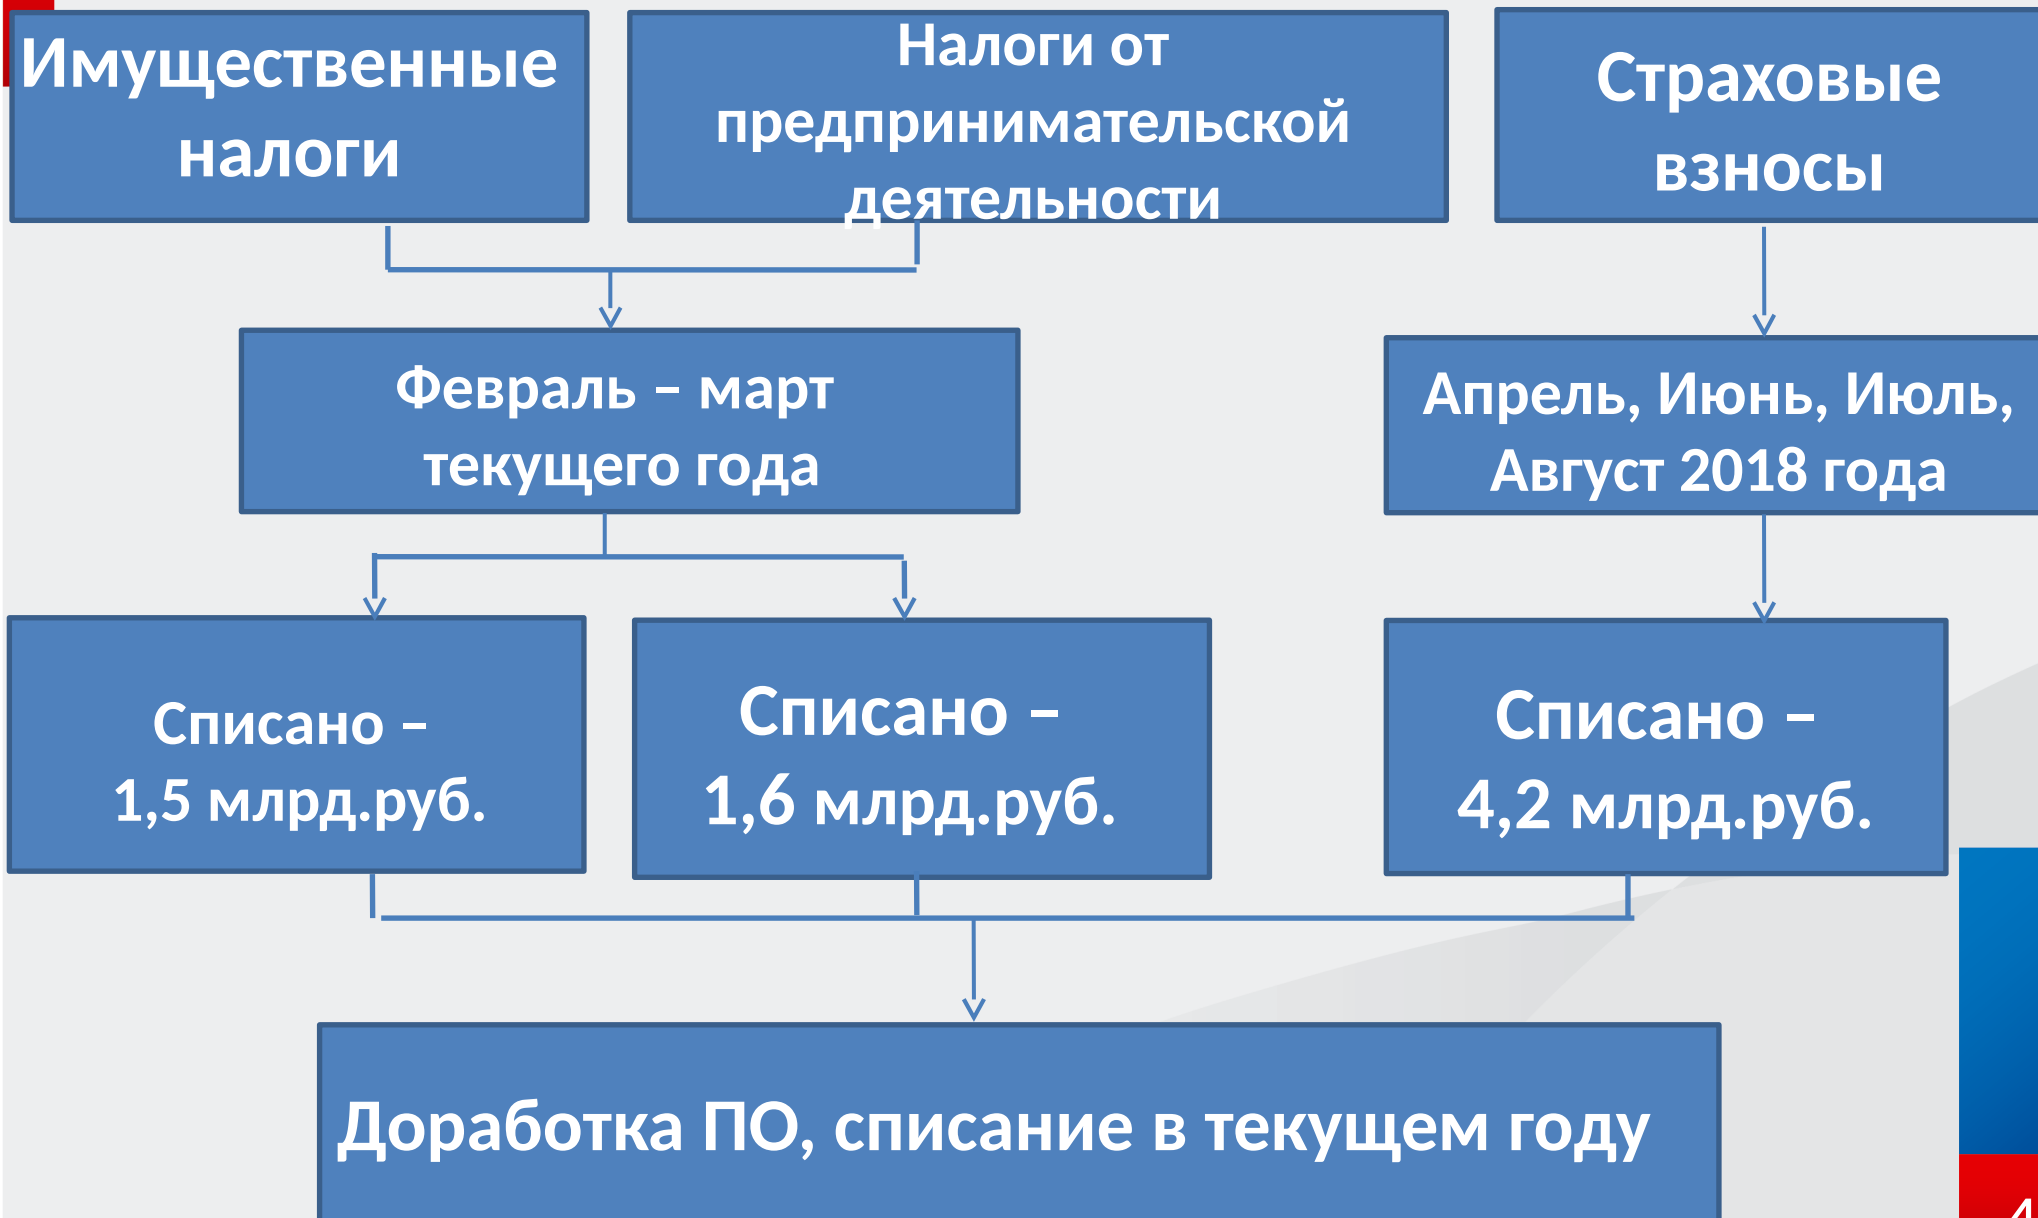 Имущественные
налоги
Налоги от
предпринимательской
деятельности
Страховые
взносы
Февраль – март
текущего года
Апрель, Июнь, Июль,
Август 2018 года
Списано –
1,5 млрд.руб.
Списано –
1,6 млрд.руб.
Списано –
4,2 млрд.руб.
Доработка ПО, списание в текущем году
4